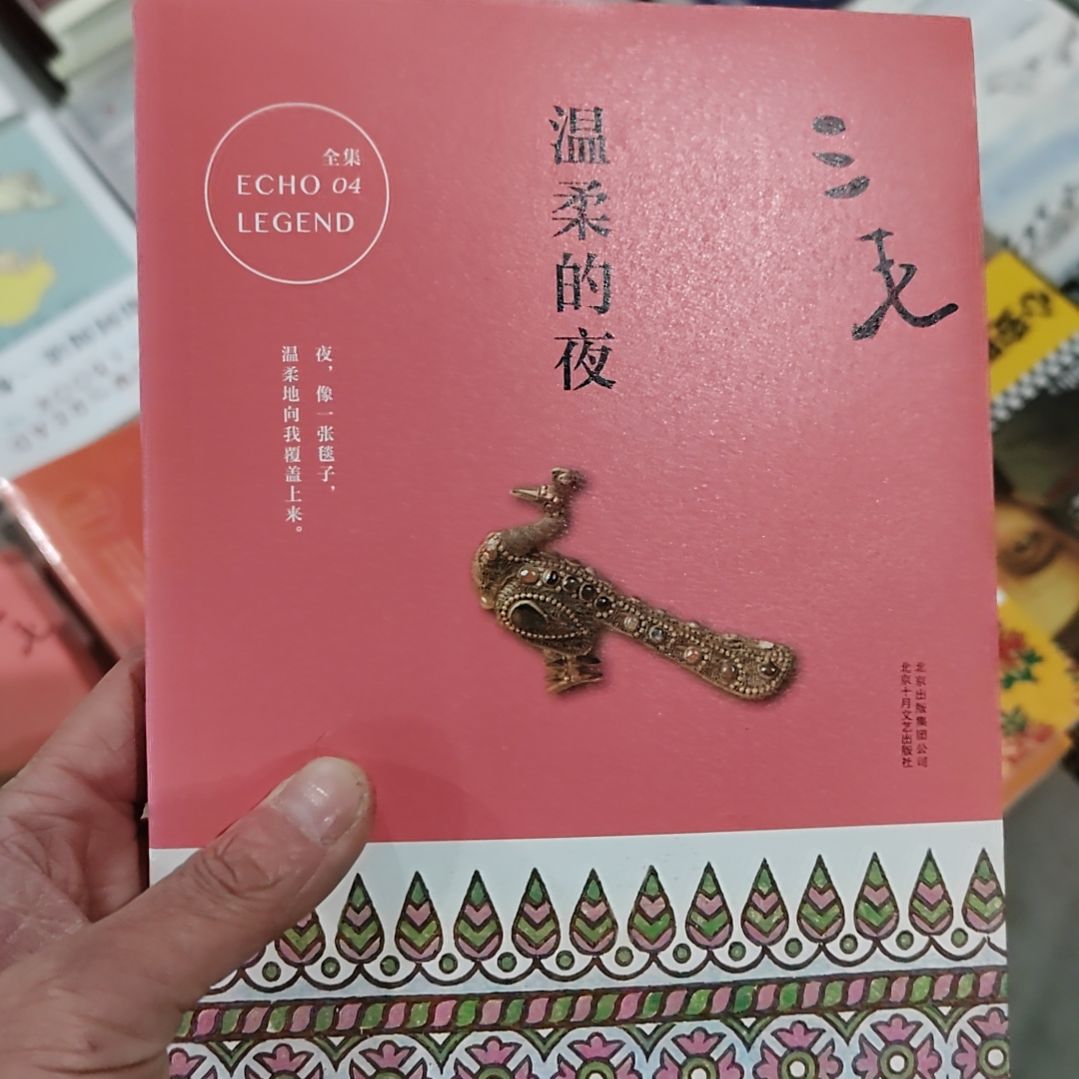 三毛
温柔的夜
全集
ECHO 04
LEGEND
夜，像一张毯子，
温柔地向我覆盖上来。
北京出版集团公司
北京十月文艺出版社